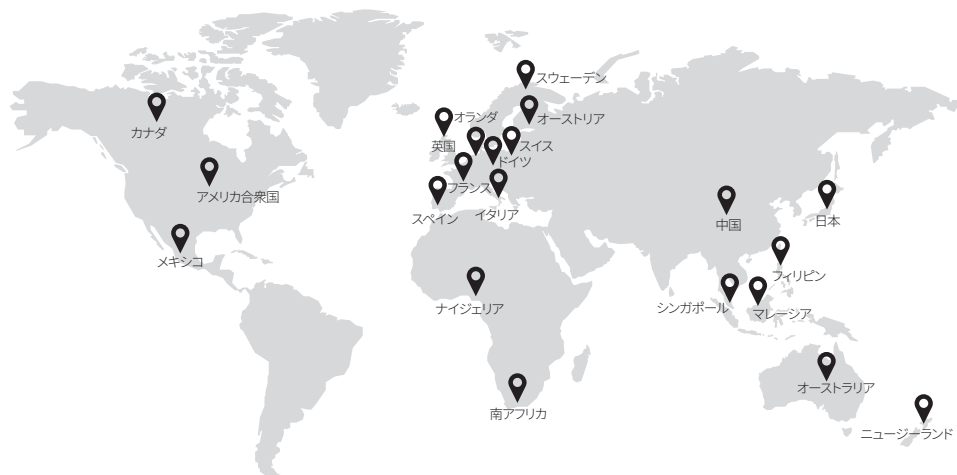 スウェーデン
オーストリア
オランダ
カナダ
英国
スイス
ドイツ
フランス
アメリカ合衆国
スペイン
イタリア
中国
日本
メキシコ
フィリピン
ナイジェリア
シンガポール
マレーシア
オーストラリア
南アフリカ
ニュージーランド